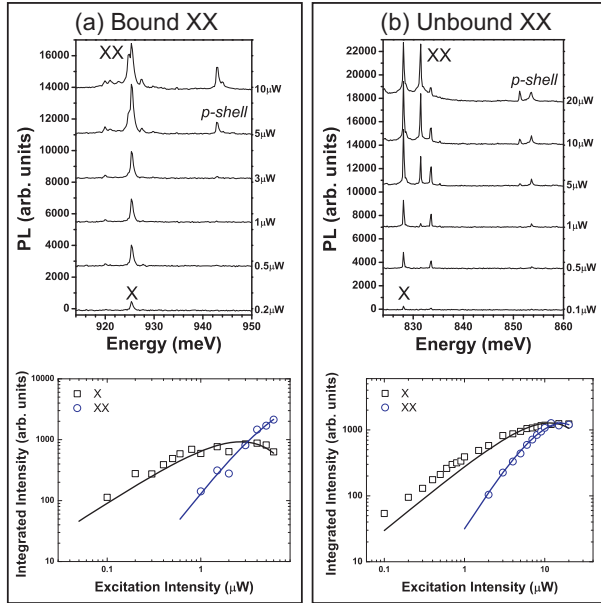 (a) Bound XX
XX
p-shell
X
10µW
5µW
3µW
1µW
0.5µW
0.2µW
16000
14000
12000
10000
8000
6000
4000
2000
0
PL (arb. units)
920 930 940 950
Energy (meV)
X
XX
10000
1000
100
10
Integrated Intensity (arb. units)
0.1 1
Excitation Intensity (µW)
(b) Unbound XX
XX
p-shell
X
20µW
10µW
5µW
1µW
0.5µW
0.1µW
22000
20000
18000
16000
14000
12000
10000
8000
6000
4000
2000
0
PL (arb. units)
830 840 850 860
Energy (meV)
X
XX
1000
100
10
Integrated Intensity (arb. units)
0.1 1 10
Excitation Intensity (µW)